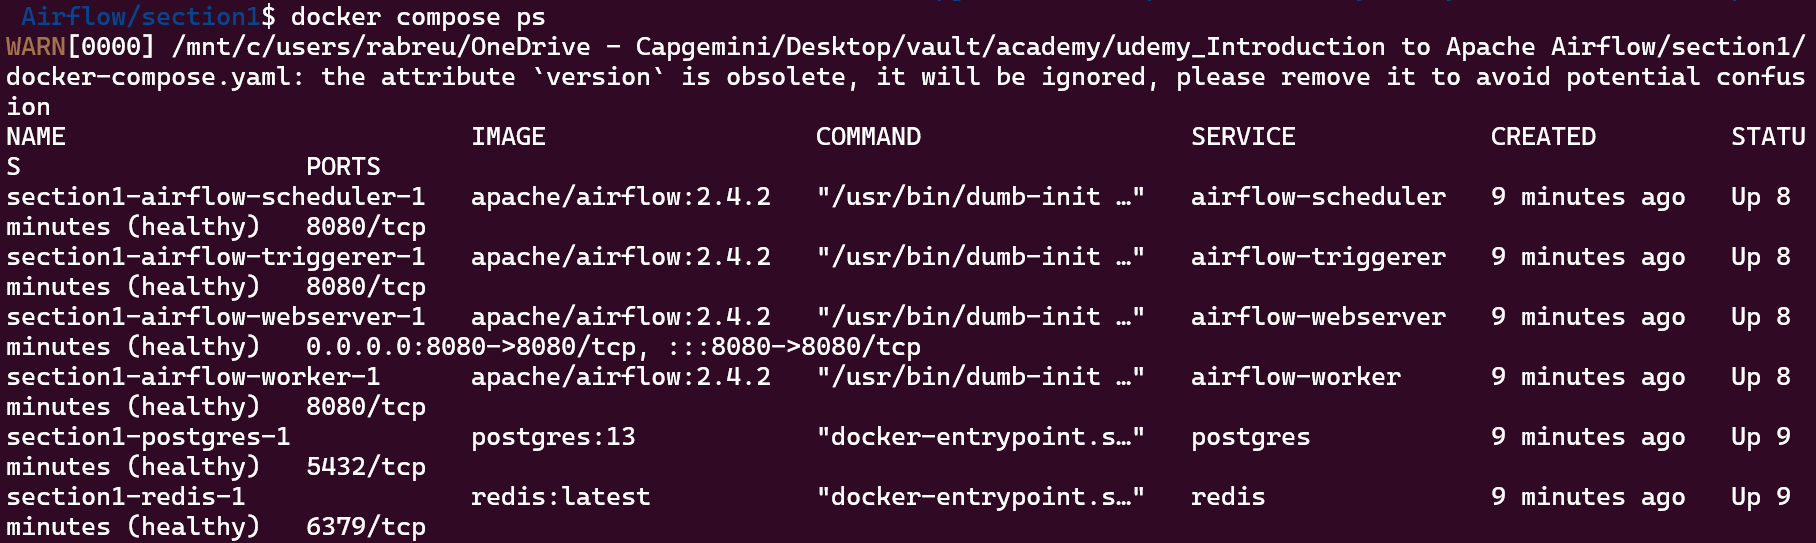 Airflow/section1$ docker compose ps
WARN[0000] /mnt/c/users/rabreu/OneDrive - Capgemini/Desktop/vault/academy/udemy_Introduction to Apache Airflow/section1/
docker-compose.yaml: the attribute `version` is obsolete, it will be ignored, please remove it to avoid potential confus
ion
NAME                           IMAGE                  COMMAND                  SERVICE             CREATED         STATU
S                   PORTS
section1-airflow-scheduler-1   apache/airflow:2.4.2   "/usr/bin/dumb-init …"   airflow-scheduler   9 minutes ago   Up 8
minutes (healthy)   8080/tcp
section1-airflow-triggerer-1   apache/airflow:2.4.2   "/usr/bin/dumb-init …"   airflow-triggerer   9 minutes ago   Up 8
minutes (healthy)   8080/tcp
section1-airflow-webserver-1   apache/airflow:2.4.2   "/usr/bin/dumb-init …"   airflow-webserver   9 minutes ago   Up 8
minutes (healthy)   0.0.0.0:8080->8080/tcp, :::8080->8080/tcp
section1-airflow-worker-1      apache/airflow:2.4.2   "/usr/bin/dumb-init …"   airflow-worker      9 minutes ago   Up 8
minutes (healthy)   8080/tcp
section1-postgres-1            postgres:13            "docker-entrypoint.s…"   postgres            9 minutes ago   Up 9
minutes (healthy)   5432/tcp
section1-redis-1               redis:latest           "docker-entrypoint.s…"   redis               9 minutes ago   Up 9
minutes (healthy)   6379/tcp